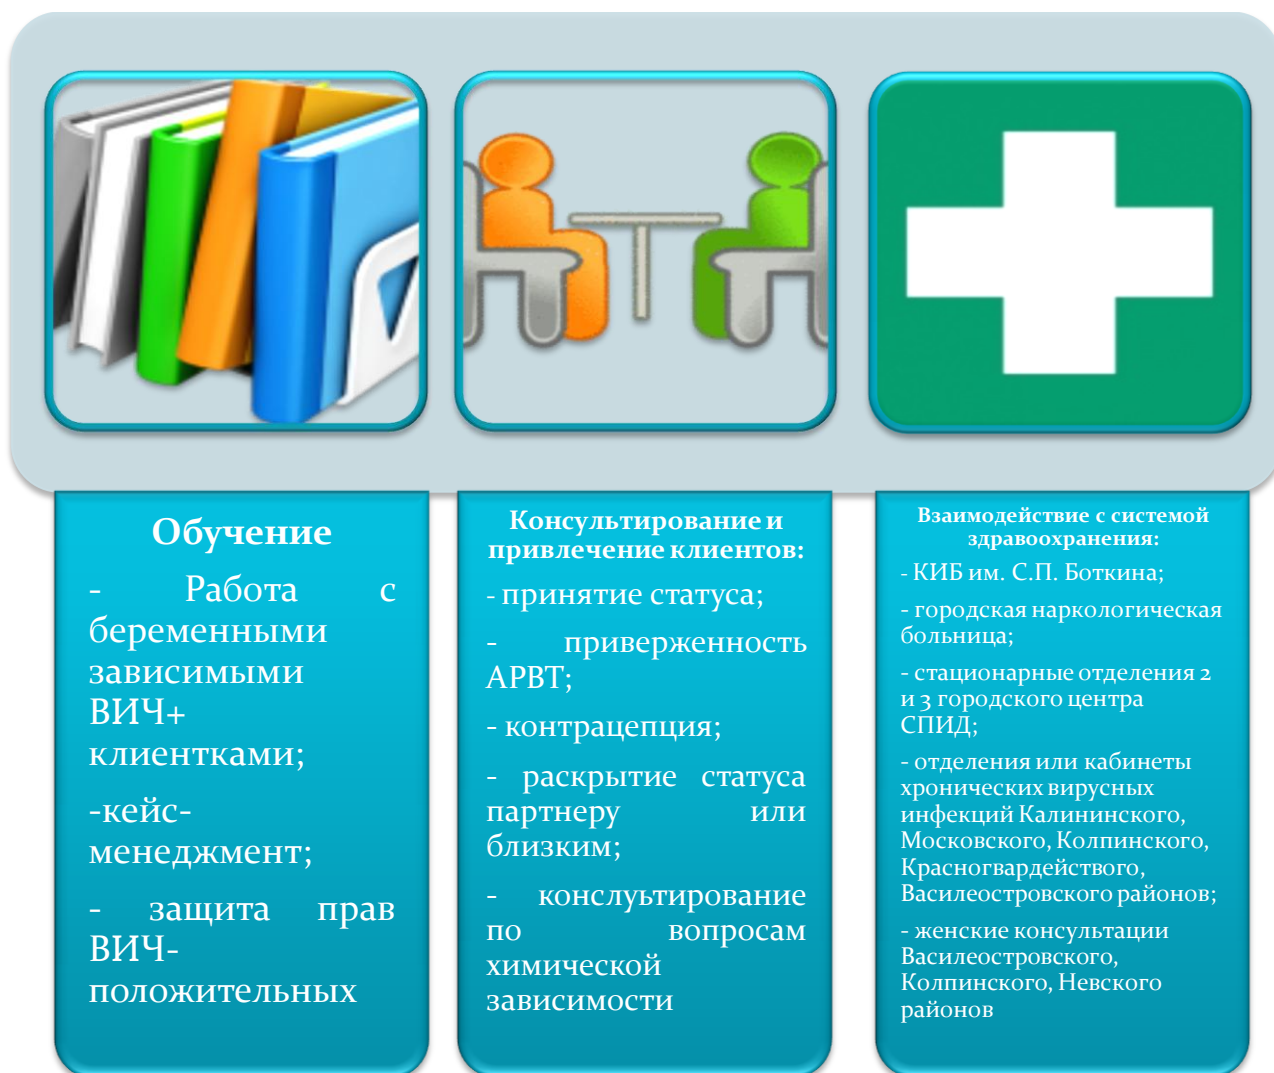 Обучение
- Работа с
беременными
зависимыми
ВИЧ+
клиентками;
-кейс-
менеджмент;
- защита прав
ВИЧ-
положительных
Консультирование и
привлечение клиентов:
- принятие статуса;
- приверженность
АРВТ;
- контрацепция;
- раскрытие статуса
партнеру или
близким;
- конслуьтирование
по вопросам
химической
зависимости
Взаимодействие с системой
здравоохранения:
- КИБ им. С.П. Боткина;
- городская наркологическая
больница;
- стационарные отделения 2
и 3 городского центра
СПИД;
- отделения или кабинеты
хронических вирусных
инфекций Калининского,
Московского, Колпинского,
Красногвардействого,
Василеостровского районов;
- женские консультации
Василеостровского,
Колпинского, Невского
районов